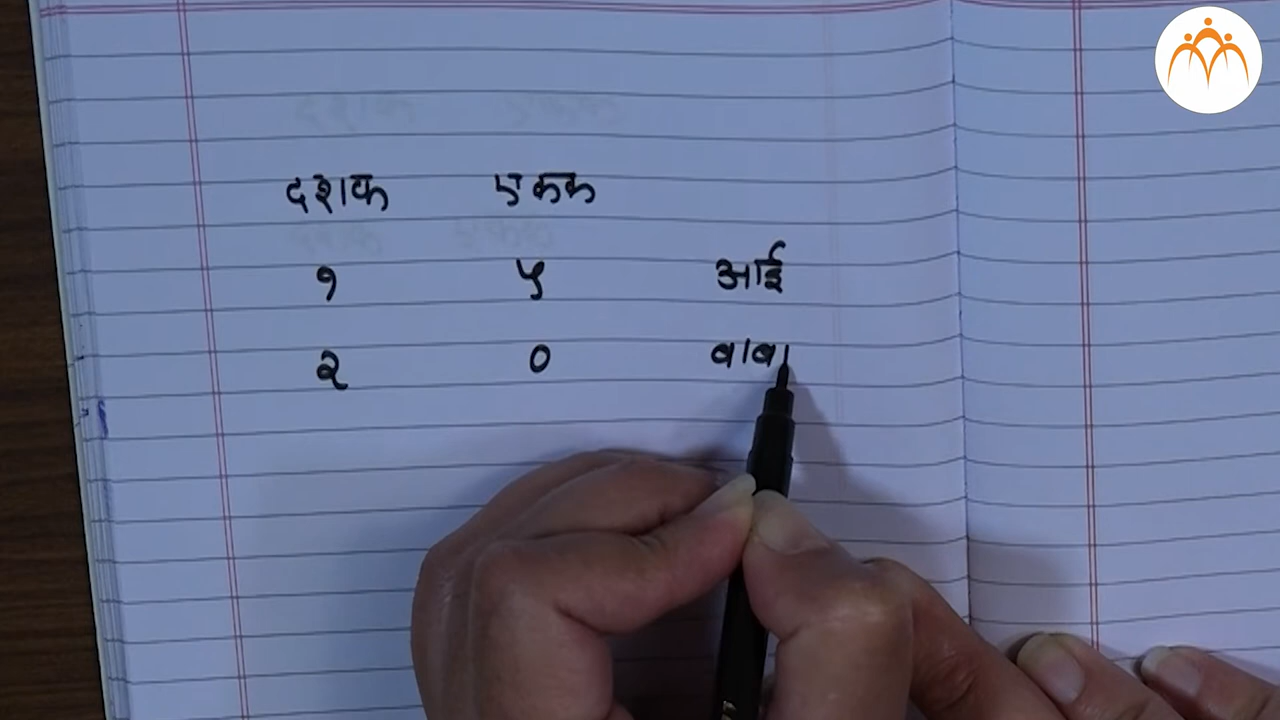 दशक एकक
१ ५ आई
२ ० बाबा